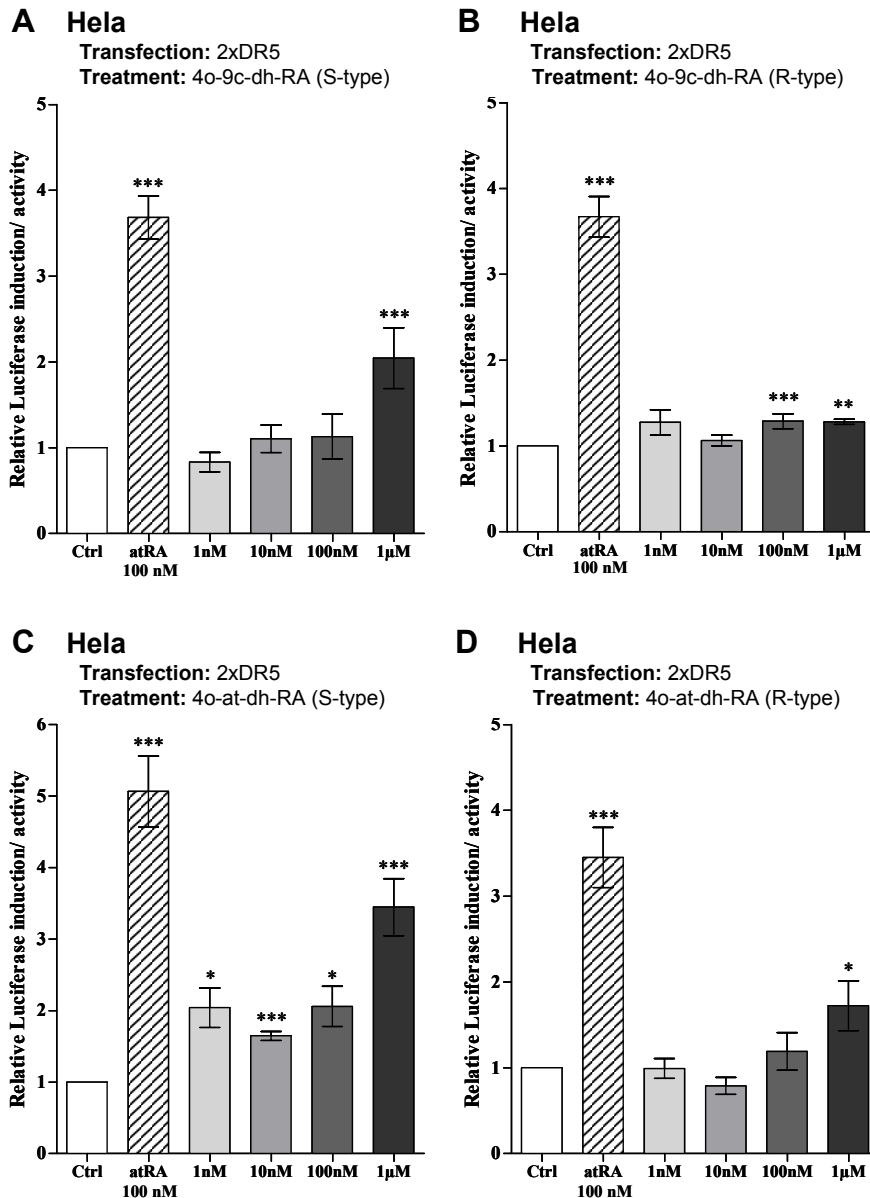 A Hela
Transfection: 2xDR5
Treatment: 4o-9c-dh-RA (S-type)
Relative Luciferase induction/ activity
5
4
3
2
1
0
***
***
Ctrl atRA 100 nM 1nM 10nM 100nM 1µM
B Hela
Transfection: 2xDR5
Treatment: 4o-9c-dh-RA (R-type)
Relative Luciferase induction/ activity
5
4
3
2
1
0
***
***
**
Ctrl atRA 100 nM 1nM 10nM 100nM 1µM
C Hela
Transfection: 2xDR5
Treatment: 4o-at-dh-RA (S-type)
Relative Luciferase induction/ activity
6
5
4
3
2
1
0
***
*
***
*
***
Ctrl atRA 100 nM 1nM 10nM 100nM 1µM
D Hela
Transfection: 2xDR5
Treatment: 4o-at-dh-RA (R-type)
Relative Luciferase induction/ activity
5
4
3
2
1
0
***
*
Ctrl atRA 100 nM 1nM 10nM 100nM 1µM